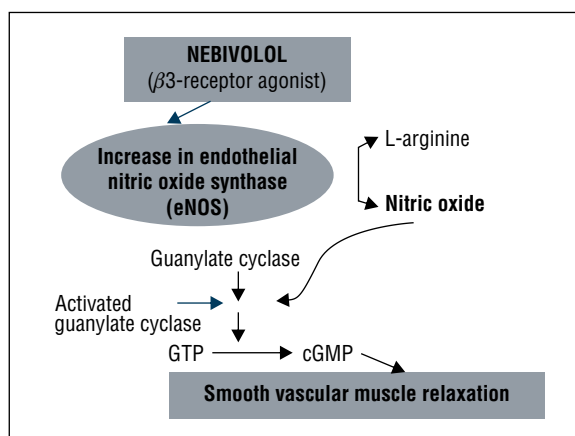 NEBIVOLOL
(β3-receptor agonist)
Increase in endothelial
nitric oxide synthase
(eNOS)
L-arginine
Nitric oxide
Guanylate cyclase
Activated
guanylate cyclase
GTP
cGMP
Smooth vascular muscle relaxation